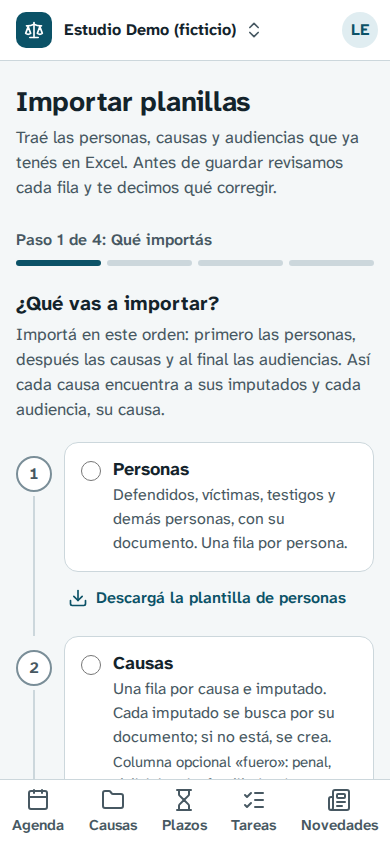 Estudio Demo (ficticio)
LE
Importar planillas
Traé las personas, causas y audiencias que ya
tenés en Excel. Antes de guardar revisamos
cada fila y te decimos qué corregir.
Paso 1 de 4: Qué importás
¿Qué vas a importar?
Importá en este orden: primero las personas,
después las causas y al final las audiencias. Así
cada causa encuentra a sus imputados y cada
audiencia, su causa.
1
Personas
Defendidos, víctimas, testigos y
demás personas, con su
documento. Una fila por persona.
Descargá la plantilla de personas
2
Causas
Una fila por causa e imputado.
Cada imputado se busca por su
documento; si no está, se crea.
Columna opcional «fuero»: penal,
Agenda
Causas
Plazos
Tareas
Novedades